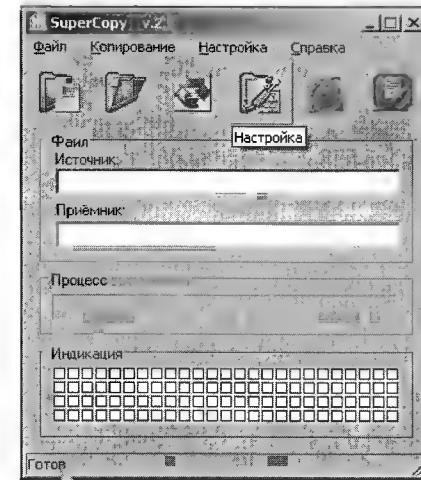 SuperCopy v.2
Файл Копирование Настройка Справка
Настройка
Файл
Источник:
Приёмник:
Процесс
Индикация
Готов